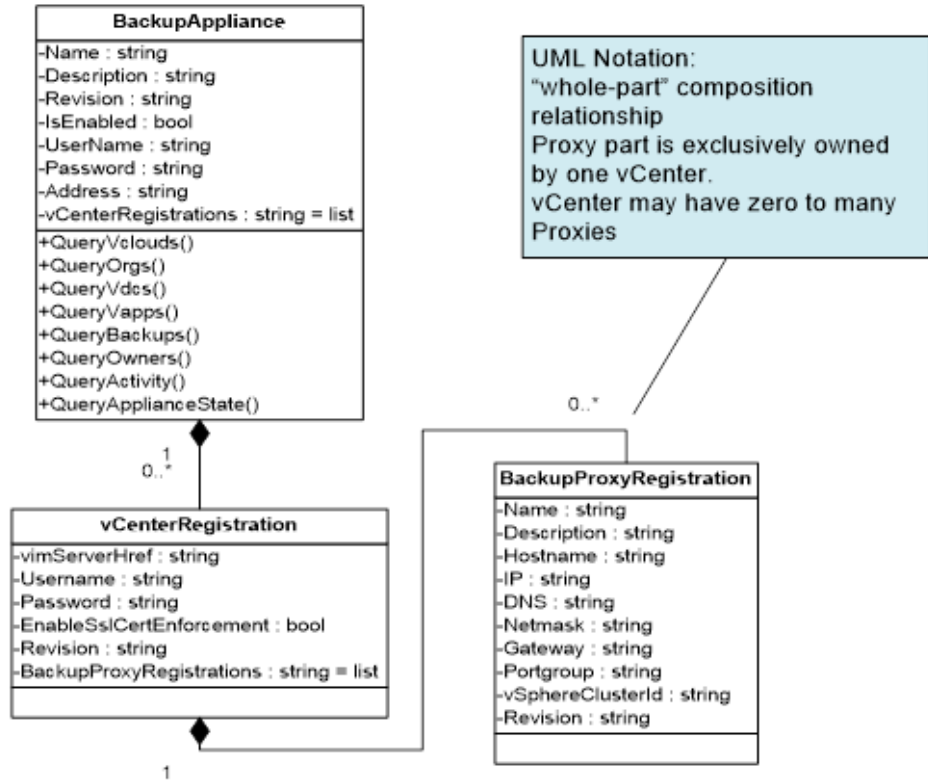 BackupAppliance
-Name : string
-Description : string
-Revision : string
-IsEnabled : bool
-UserName : string
-Password : string
-Address : string
-vCenterRegistrations : string = list
+QueryVclouds()
+QueryOrgs()
+QueryVdcs()
+QueryVapps()
+QueryBackups()
+QueryOwners()
+QueryActivity()
+QueryApplianceState()
UML Notation:
“whole-part” composition
relationship
Proxy part is exclusively owned
by one vCenter.
vCenter may have zero to many
Proxies
1
0..*
0..*
vCenterRegistration
-vimServerHref : string
-Username : string
-Password : string
-EnableSslCertEnforcement : bool
-Revision : string
-BackupProxyRegistrations : string = list
1
BackupProxyRegistration
-Name : string
-Description : string
-Hostname : string
-IP : string
-DNS : string
-Netmask : string
-Gateway : string
-Portgroup : string
-vSphereClusterId : string
-Revision : string